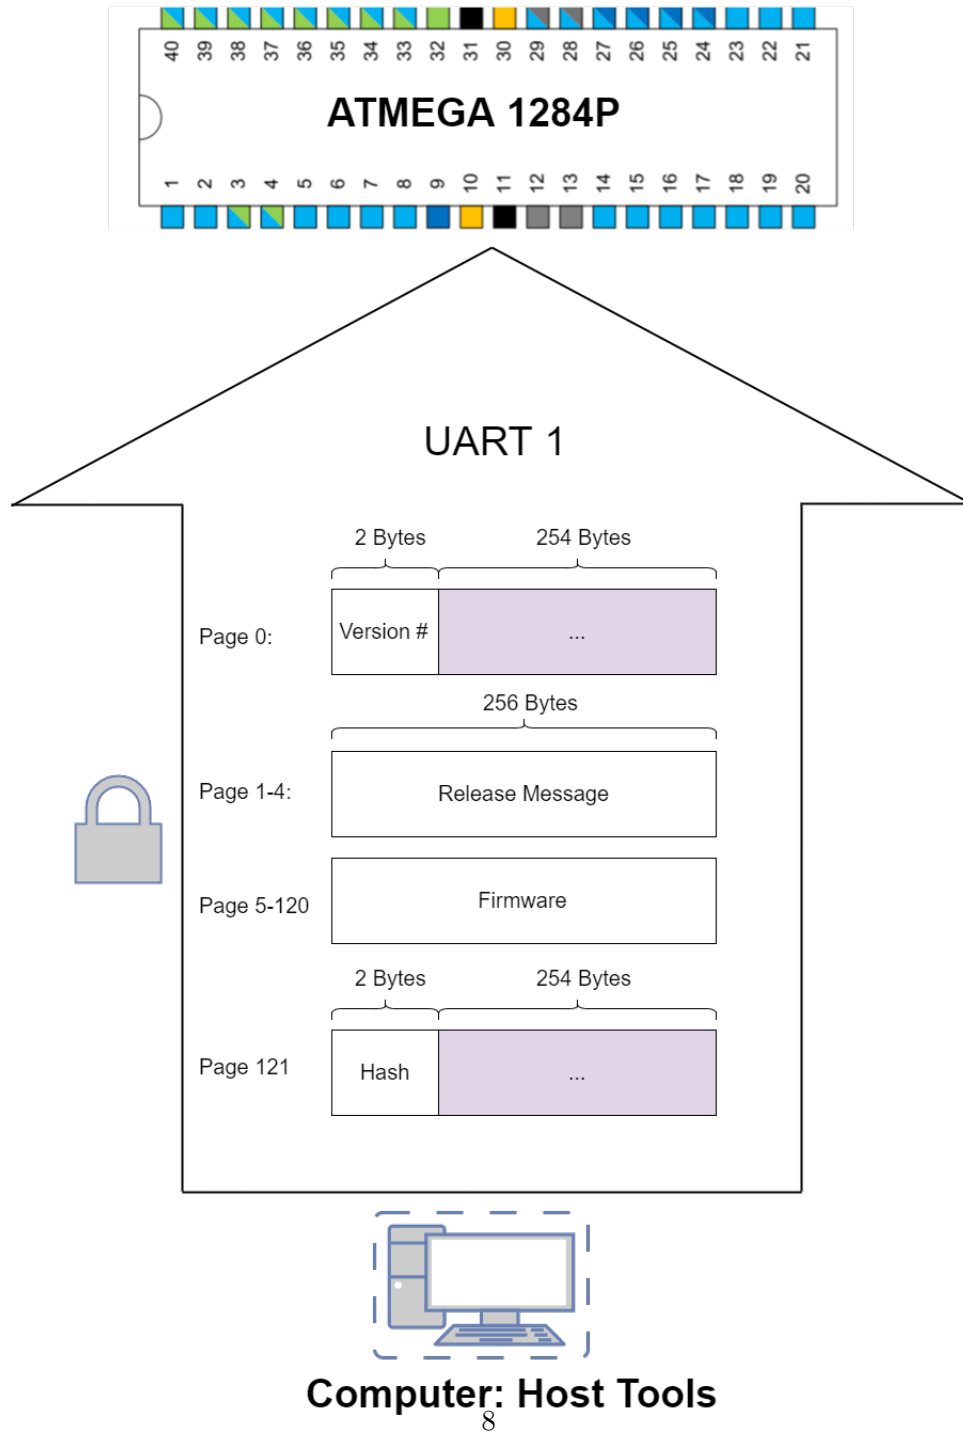 40 39 38 37 36 35 34 33 32 31 30 29 28 27 26 25 24 23 22 21
ATMEGA 1284P
1 2 3 4 5 6 7 8 9 10 11 12 13 14 15 16 17 18 19 20
UART 1
2 Bytes 254 Bytes
Page 0: Version # ...
256 Bytes
Page 1-4: Release Message
Page 5-120 Firmware
2 Bytes 254 Bytes
Page 121 Hash ...
Computer: Host Tools
8